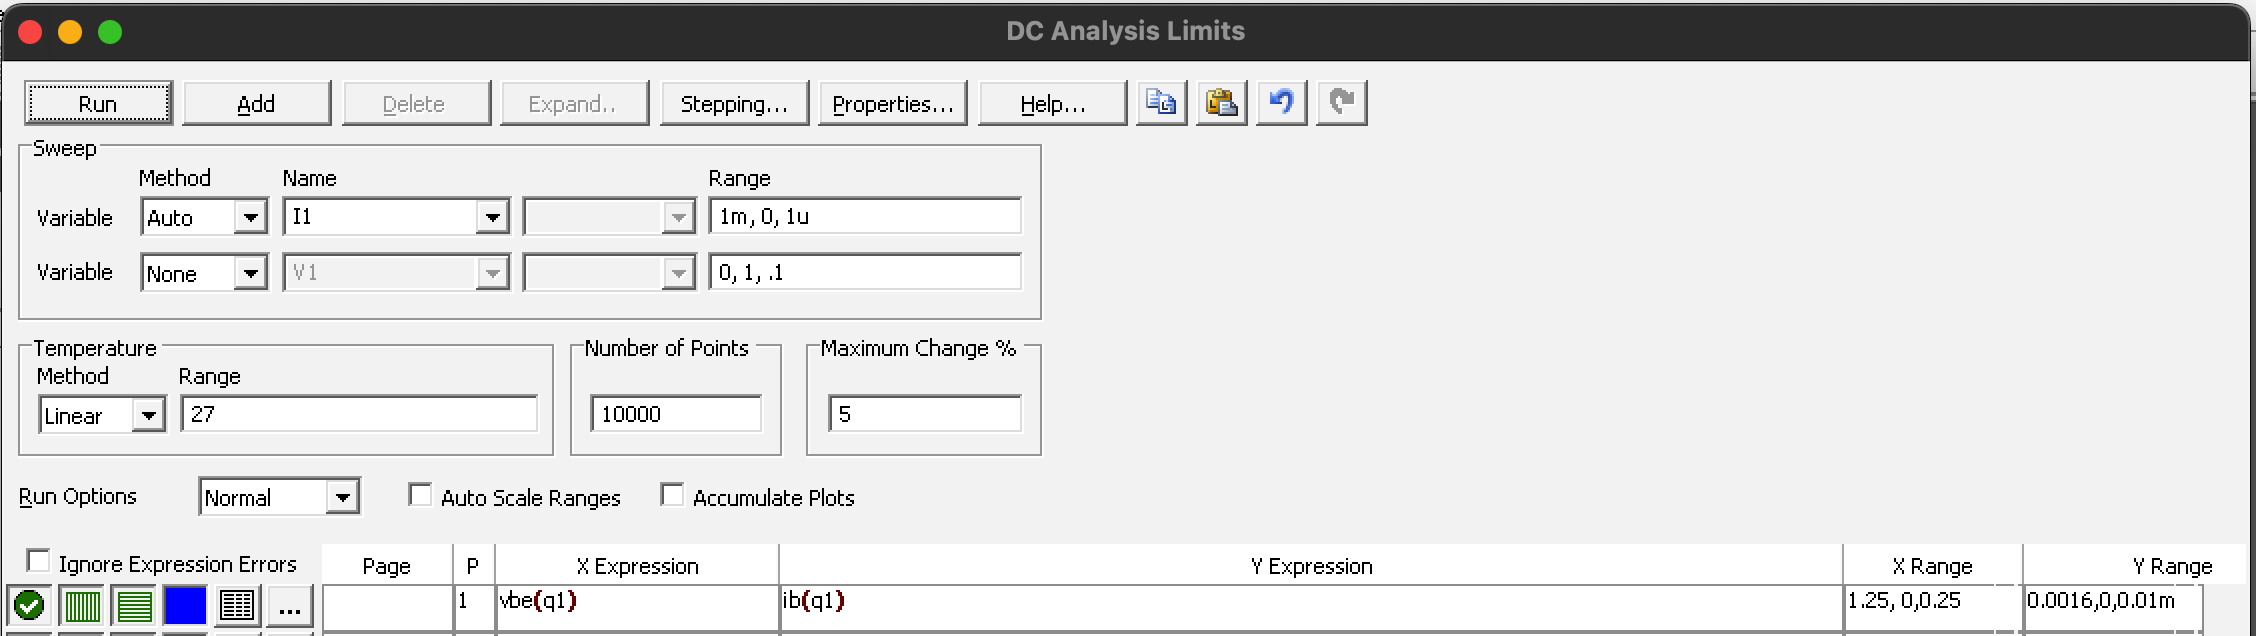 DC Analysis Limits
Run Add Delete Expand.. Stepping... Properties... Help...
Sweep
Method Name Range
Variable Auto I1 1m, 0, 1u
Variable None V1 0, 1, .1
Temperature Number of Points Maximum Change %
Method Range
Linear 27 10000 5
Run Options Normal Auto Scale Ranges Accumulate Plots
Ignore Expression Errors Page P X Expression Y Expression X Range Y Range
... 1 vbe(q1) ib(q1) 1.25, 0,0.25 0.0016,0,0.01m